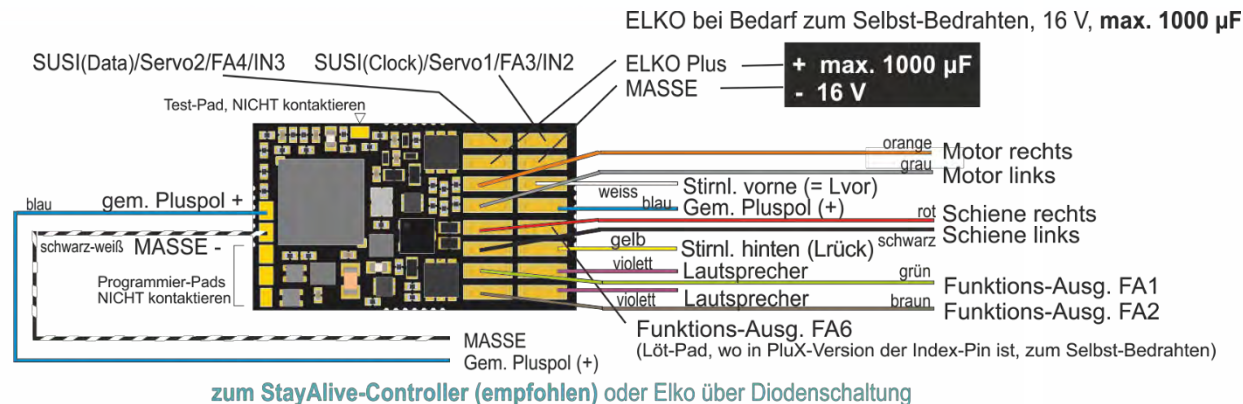 ELKO bei Bedarf zum Selbst-Bedrahten, 16 V, max. 1000 µF
SUSI(Data)/Servo2/FA4/IN3
SUSI(Clock)/Servo1/FA3/IN2
ELKO Plus
MASSE
+ max. 1000 µF
- 16 V
Test-Pad, NICHT kontaktieren
orange Motor rechts
grau Motor links
weiss Stirnl. vorne (= Lvor)
blau Gem. Pluspol (+)
rot Schiene rechts
schwarz Schiene links
gelb Stirnl. hinten (Lrück)
violett Lautsprecher
grün Funktions-Ausg. FA1
violett Lautsprecher
braun Funktions-Ausg. FA2
Funktions-Ausg. FA6
(Löt-Pad, wo in PluX-Version der Index-Pin ist, zum Selbst-Bedrahten)
blau gem. Pluspol +
schwarz-weiß MASSE -
Programmier-Pads
NICHT kontaktieren
MASSE
Gem. Pluspol (+)
zum StayAlive-Controller (empfohlen) oder Elko über Diodenschaltung